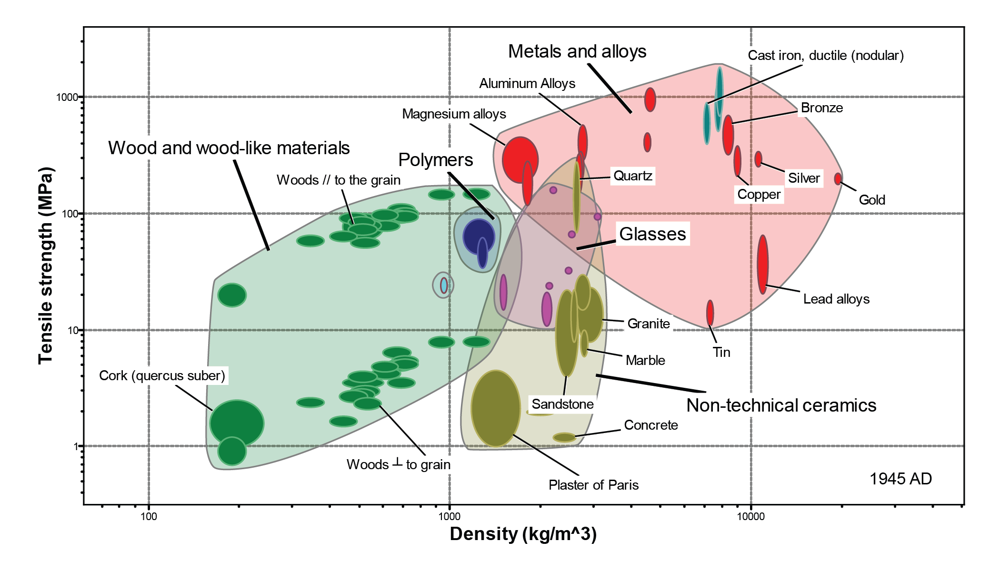 Metals and alloys
Cast iron, ductile (nodular)
Aluminum Alloys
1000
Bronze
Magnesium alloys
Wood and wood-like materials
Polymers
Quartz
Silver
Woods // to the grain
Copper
Gold
100
Glasses
Tensile strength (MPa)
Lead alloys
Granite
10
Tin
Marble
Cork (quercus suber)
Sandstone
Non-technical ceramics
Concrete
1
Woods ⊥ to grain
1945 AD
Plaster of Paris
100
1000
10000
Density (kg/m^3)